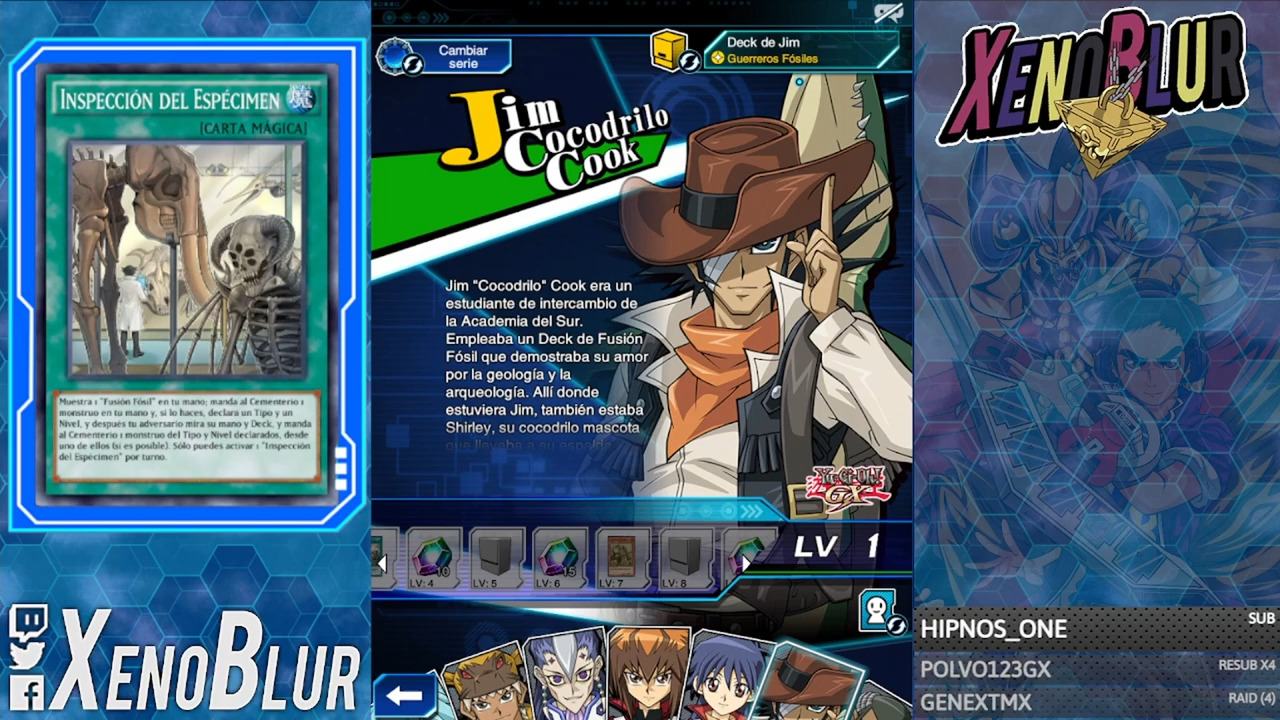 INSPECCIÓN DEL ESPÉCIMEN
[CARTA MÁGICA]
Muestra 1 "Fusión Fósil" en tu mano; manda al Cementerio 1
monstruo en tu mano y, si lo haces, declara un Tipo y un
Nivel, y después tu adversario mira su mano y Deck, y manda
al Cementerio 1 monstruo del Tipo y Nivel declarados, desde
uno de ellos (si es posible). Sólo puedes activar 1 "Inspección
del Espécimen" por turno.
XENOBLUR
Cambiar
serie
Deck de Jim
Guerreros Fósiles
Jim
Cocodrilo
Cook
Jim "Cocodrilo" Cook era un
estudiante de intercambio de
la Academia del Sur.
Empleaba un Deck de Fusión
Fósil que demostraba su amor
por la geología y la
arqueología. Allí donde
estuviera Jim, también estaba
Shirley, su cocodrilo mascota
que llevaba a su espalda
Yu-Gi-Oh!
GX
10
LV: 4
LV: 5
15
LV: 6
LV: 7
LV: 8
LV 1
XENOBLUR
HIPNOS_ONE
SUB
POLVO123GX
RESUB X4
GENEXTMX
RAID (4)